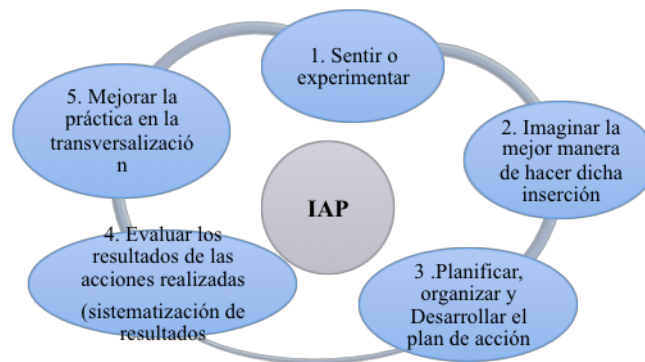 1. Sentir o
experimentar
2. Imaginar la
mejor manera
de hacer dicha
inserción
3 .Planificar,
organizar y
Desarrollar el
plan de acción
4. Evaluar los
resultados de las
acciones realizadas
(sistematización de
resultados
5. Mejorar la
práctica en la
transversalizació
n
IAP